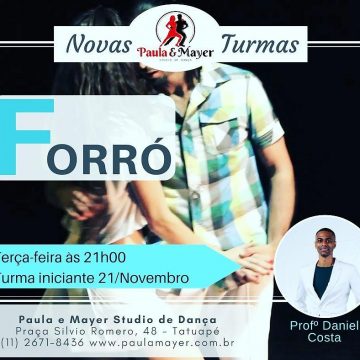 Novas Turmas
Paula & Mayer
FORRÓ
Terça-feira às 21h00
Turma iniciante 21/Novembro
Paula e Mayer Studio de Dança
Praça Silvio Romero, 48 - Tatuapé
(11) 2671-8436 www.paulamayer.com.br
Profº Daniel
Costa